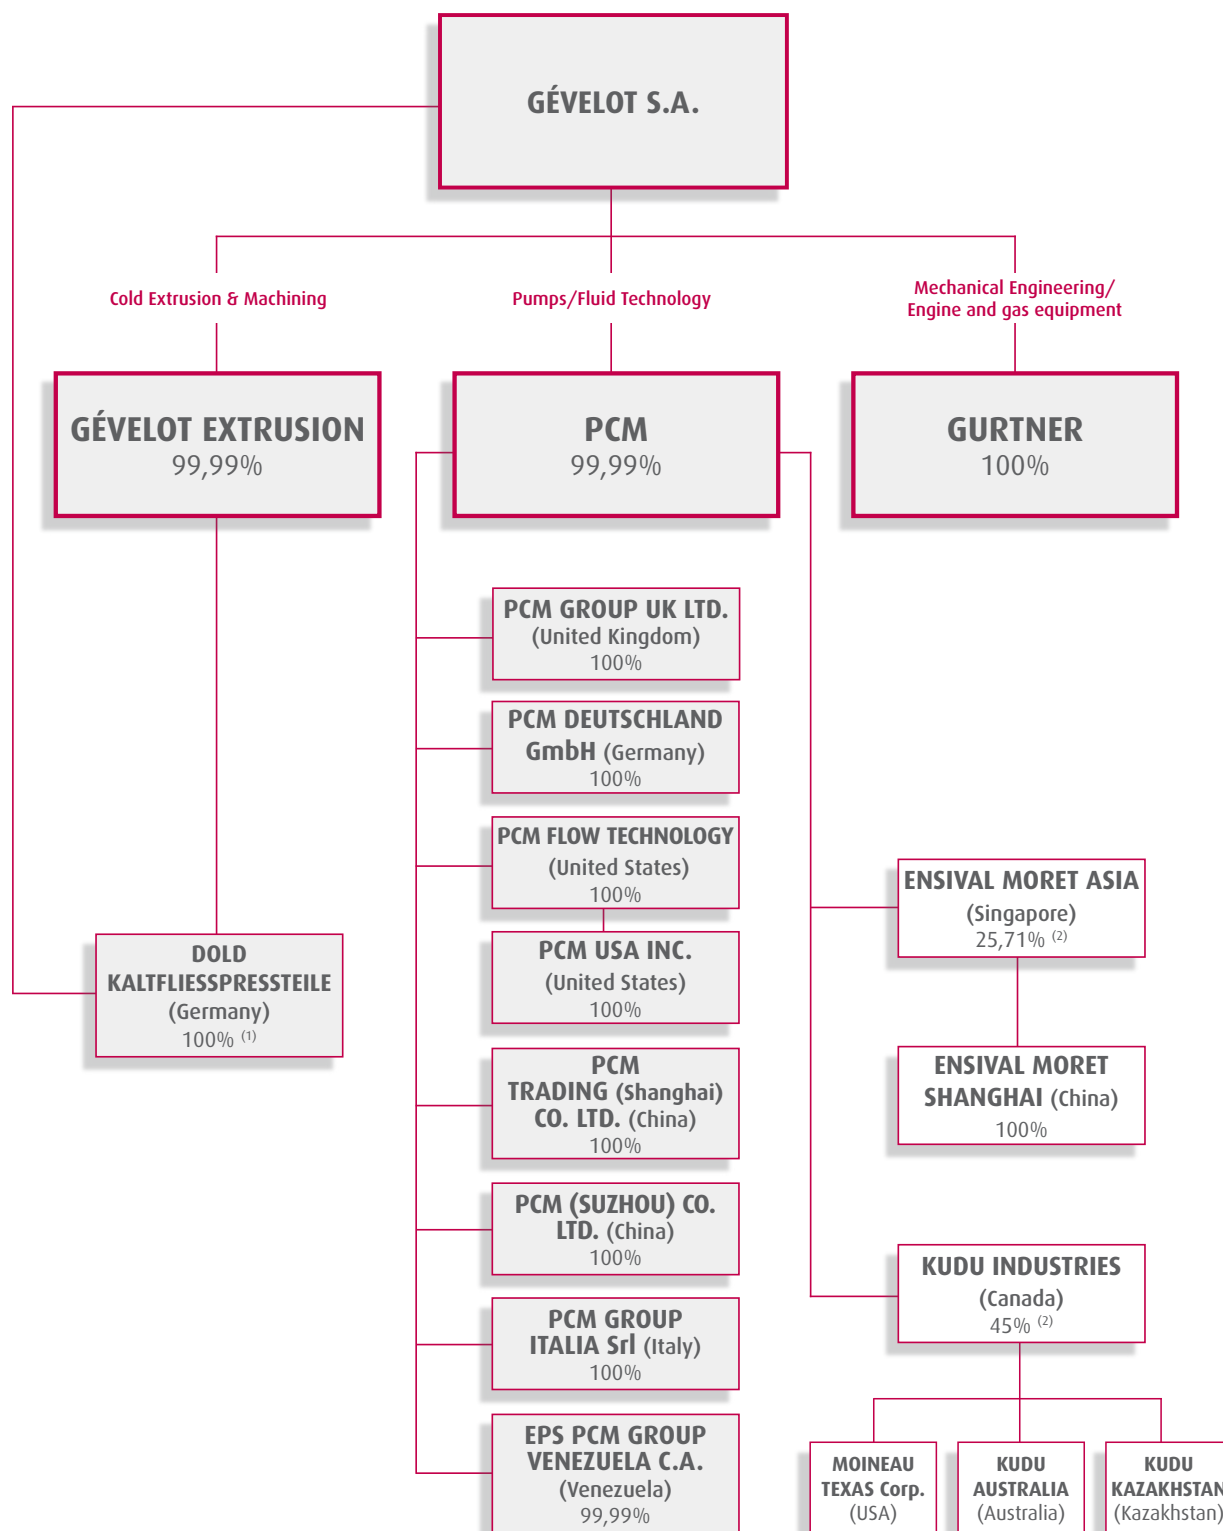 GÉVELOT S.A.
Cold Extrusion & Machining
Pumps/Fluid Technology
Mechanical Engineering/
Engine and gas equipment
GÉVELOT EXTRUSION
99,99%
PCM
99,99%
GURTNER
100%
PCM GROUP UK LTD.
(United Kingdom)
100%
PCM DEUTSCHLAND
GmbH (Germany)
100%
PCM FLOW TECHNOLOGY
(United States)
100%
PCM USA INC.
(United States)
100%
PCM
TRADING (Shanghai)
CO. LTD. (China)
100%
PCM (SUZHOU) CO.
LTD. (China)
100%
PCM GROUP
ITALIA Srl (Italy)
100%
EPS PCM GROUP
VENEZUELA C.A.
(Venezuela)
99,99%
DOLD
KALTFLIESSPRESSTEILE
(Germany)
100% (1)
ENSIVAL MORET ASIA
(Singapore)
25,71% (2)
ENSIVAL MORET
SHANGHAI (China)
100%
KUDU INDUSTRIES
(Canada)
45% (2)
MOINEAU
TEXAS Corp.
(USA)
KUDU
AUSTRALIA
(Australia)
KUDU
KAZAKHSTAN
(Kazakhstan)